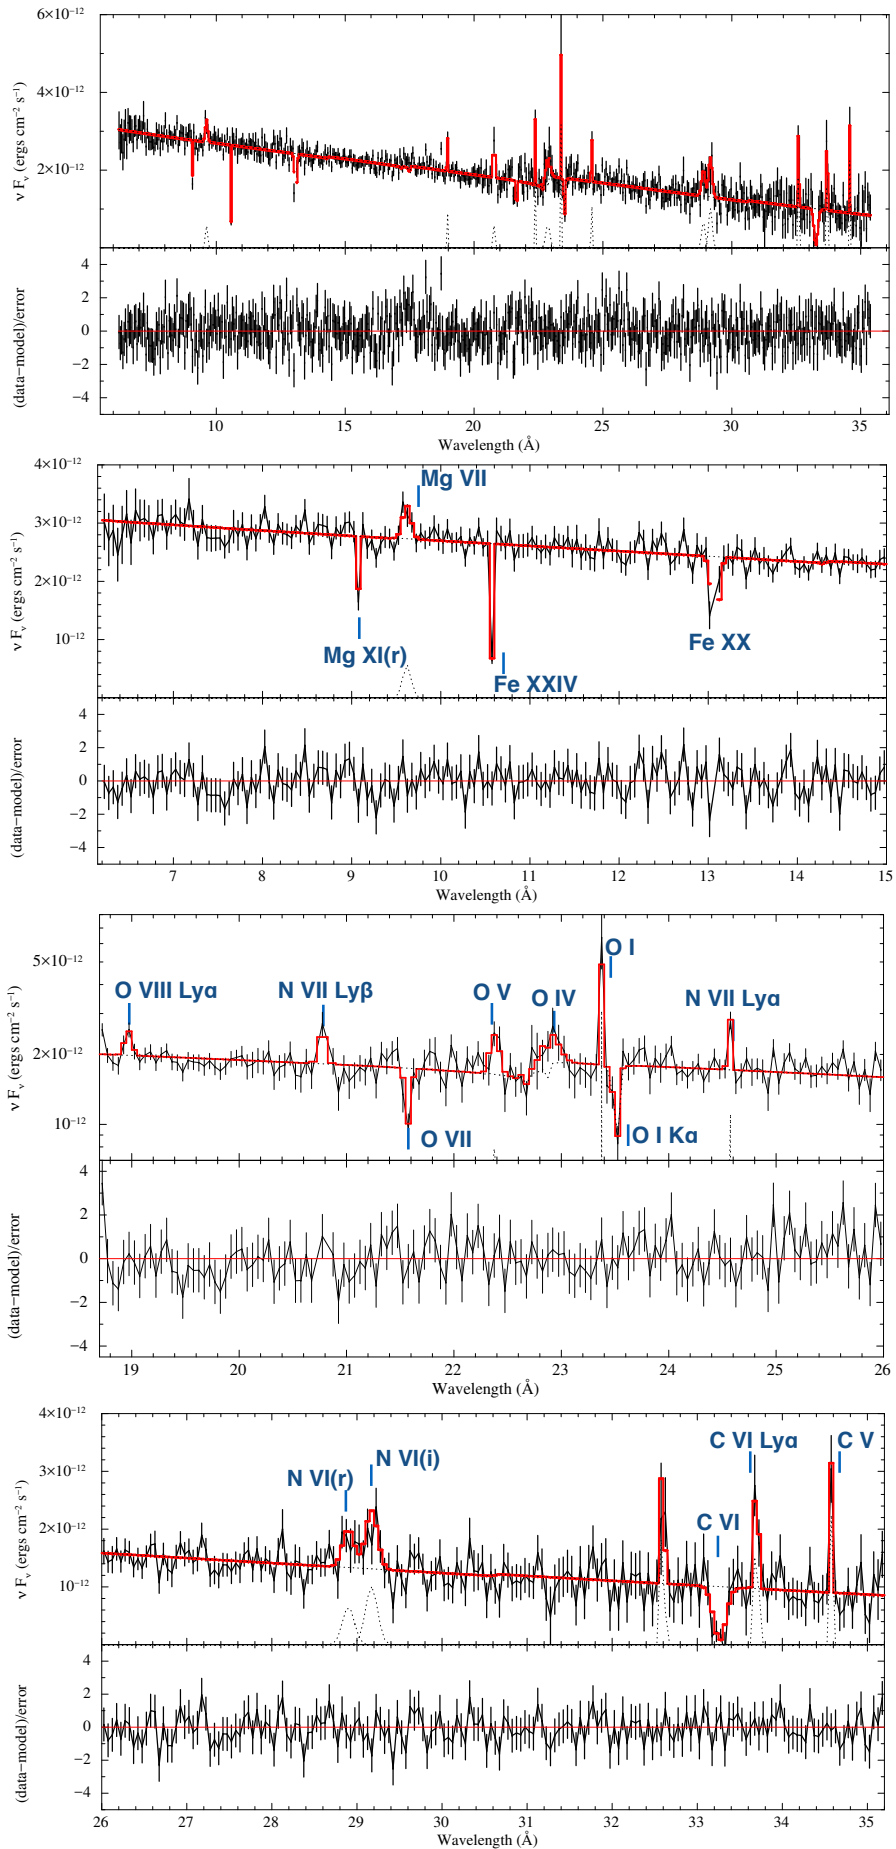 6×10⁻¹²
4×10⁻¹²
2×10⁻¹²
ν Fᵥ (ergs cm⁻² s⁻¹)
4
2
0
−2
−4
(data−model)/error
10 15 20 25 30 35
Wavelength (Å)
4×10⁻¹²
3×10⁻¹²
2×10⁻¹²
10⁻¹²
ν Fᵥ (ergs cm⁻² s⁻¹)
Mg VII
Mg XI(r)
Fe XXIV
Fe XX
4
2
0
−2
−4
(data−model)/error
7 8 9 10 11 12 13 14 15
Wavelength (Å)
5×10⁻¹²
2×10⁻¹²
10⁻¹²
ν Fᵥ (ergs cm⁻² s⁻¹)
O VIII Lyα
N VII Lyβ
O V
O IV
O I
N VII Lyα
O VII
O I Kα
4
2
0
−2
−4
(data−model)/error
19 20 21 22 23 24 25 26
Wavelength (Å)
4×10⁻¹²
3×10⁻¹²
2×10⁻¹²
10⁻¹²
ν Fᵥ (ergs cm⁻² s⁻¹)
N VI(r)
N VI(i)
C VI Lyα
C V
C VI
4
2
0
−2
−4
(data−model)/error
26 27 28 29 30 31 32 33 34 35
Wavelength (Å)